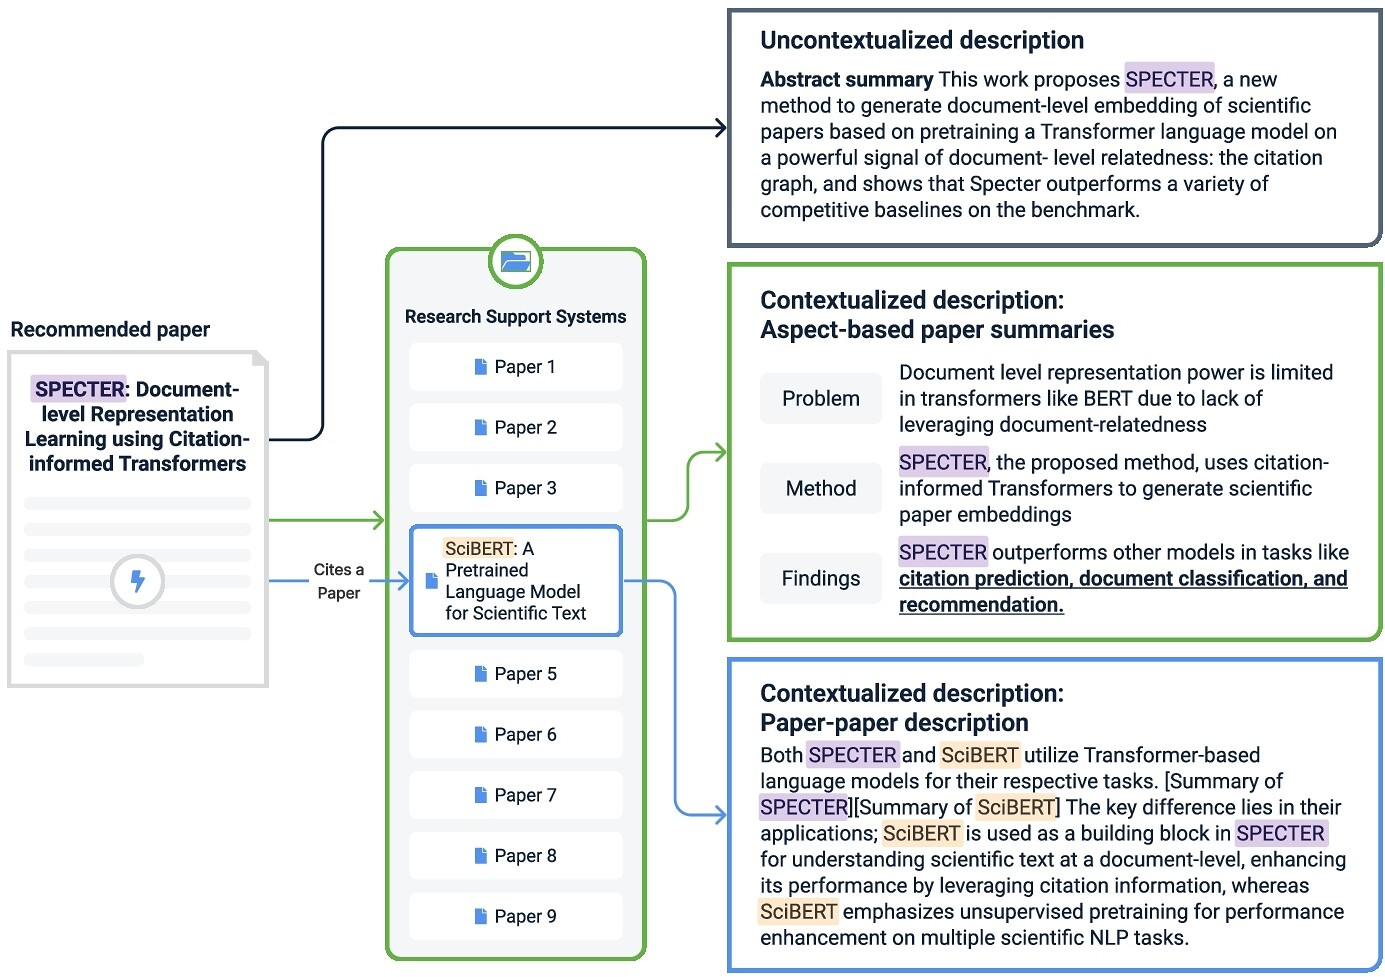 Uncontextualized description
Abstract summary This work proposes SPECTER, a new
method to generate document-level embedding of scientific
papers based on pretraining a Transformer language model on
a powerful signal of document- level relatedness: the citation
graph, and shows that Specter outperforms a variety of
competitive baselines on the benchmark.
Recommended paper
SPECTER: Document-
level Representation
Learning using Citation-
informed Transformers
Cites a
Paper
Research Support Systems
Paper 1
Paper 2
Paper 3
SciBERT: A
Pretrained
Language Model
for Scientific Text
Paper 5
Paper 6
Paper 7
Paper 8
Paper 9
Contextualized description:
Aspect-based paper summaries
Problem
Document level representation power is limited
in transformers like BERT due to lack of
leveraging document-relatedness
Method
SPECTER, the proposed method, uses citation-
informed Transformers to generate scientific
paper embeddings
Findings
SPECTER outperforms other models in tasks like
citation prediction, document classification, and
recommendation.
Contextualized description:
Paper-paper description
Both SPECTER and SciBERT utilize Transformer-based
language models for their respective tasks. [Summary of
SPECTER][Summary of SciBERT] The key difference lies in their
applications; SciBERT is used as a building block in SPECTER
for understanding scientific text at a document-level, enhancing
its performance by leveraging citation information, whereas
SciBERT emphasizes unsupervised pretraining for performance
enhancement on multiple scientific NLP tasks.